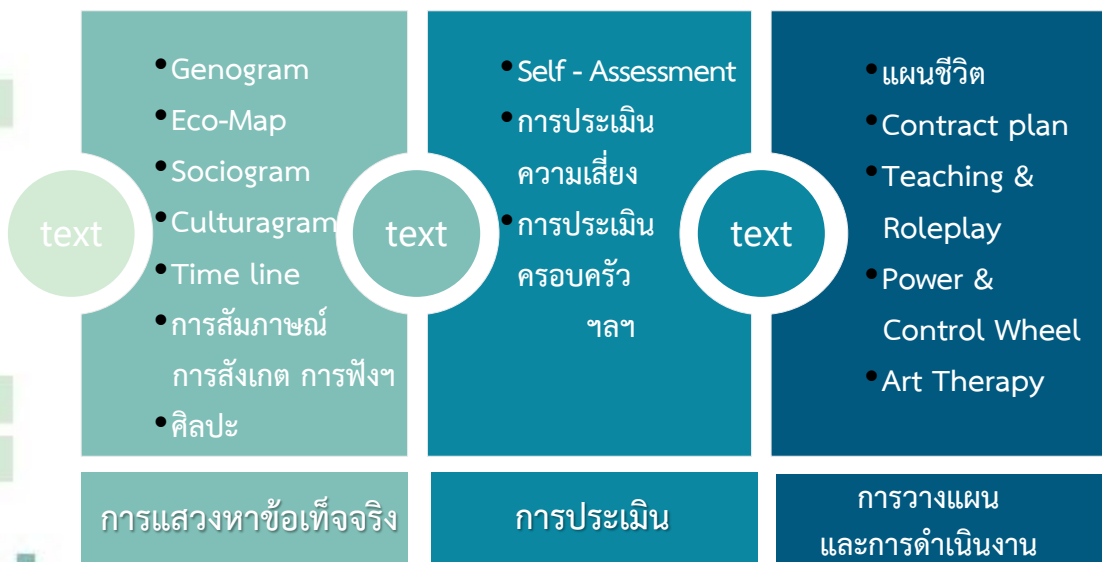 text
• Genogram
• Eco-Map
• Sociogram
• Culturagram
• Time line
• การสัมภาษณ์
การสังเกต การฟังฯ
• ศิลปะ
การแสวงหาข้อเท็จจริง
text
• Self - Assessment
• การประเมิน
ความเสี่ยง
• การประเมิน
ครอบครัว
ฯลฯ
การประเมิน
text
• แผนชีวิต
• Contract plan
• Teaching &
Roleplay
• Power &
Control Wheel
• Art Therapy
การวางแผน
และการดำเนินงาน